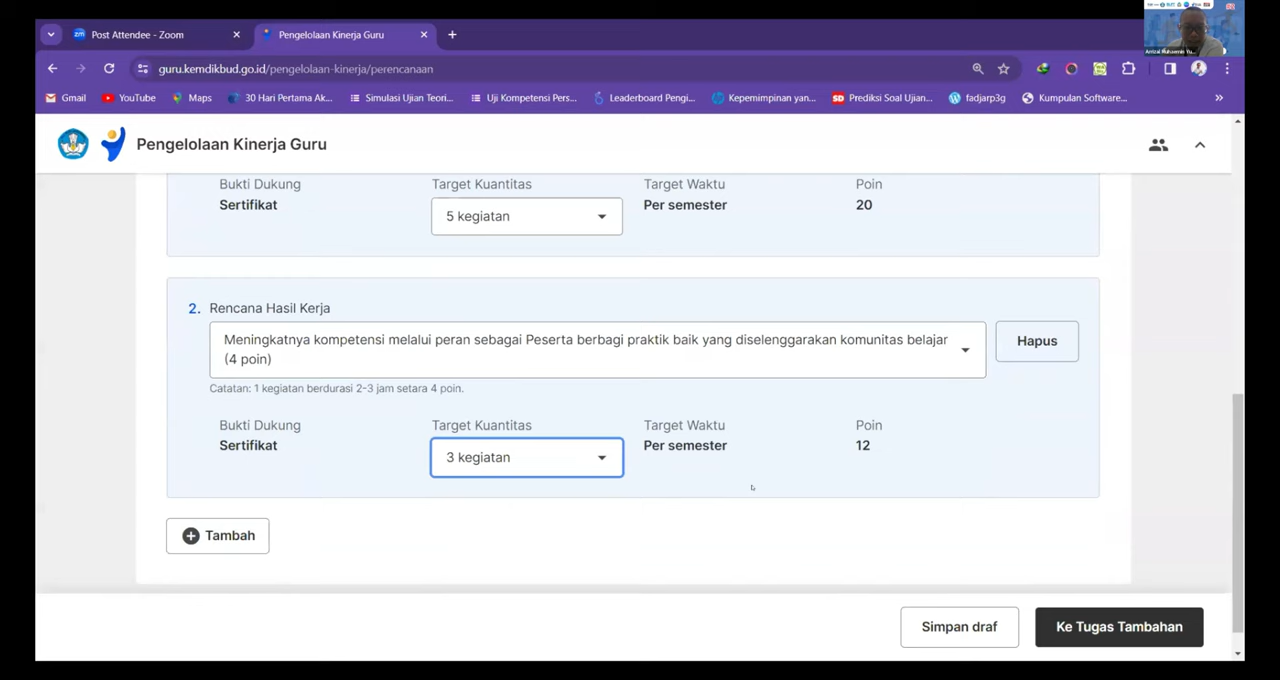 Post Attendee - Zoom
Pengelolaan Kinerja Guru
guru.kemdikbud.go.id/pengelolaan-kinerja/perencanaan
Gmail
YouTube
Maps
30 Hari Pertama Ak...
Simulasi Ujian Teori...
Uji Kompetensi Pers...
Leaderboard Pengi...
Kepemimpinan yan...
Prediksi Soal Ujian...
fadjarp3g
Kumpulan Software...
Pengelolaan Kinerja Guru
Bukti Dukung Target Kuantitas Target Waktu Poin
Sertifikat 5 kegiatan Per semester 20
2. Rencana Hasil Kerja
Meningkatnya kompetensi melalui peran sebagai Peserta berbagi praktik baik yang diselenggarakan komunitas belajar
(4 poin)
Hapus
Catatan: 1 kegiatan berdurasi 2-3 jam setara 4 poin.
Bukti Dukung Target Kuantitas Target Waktu Poin
Sertifikat 3 kegiatan Per semester 12
Tambah
Simpan draf Ke Tugas Tambahan